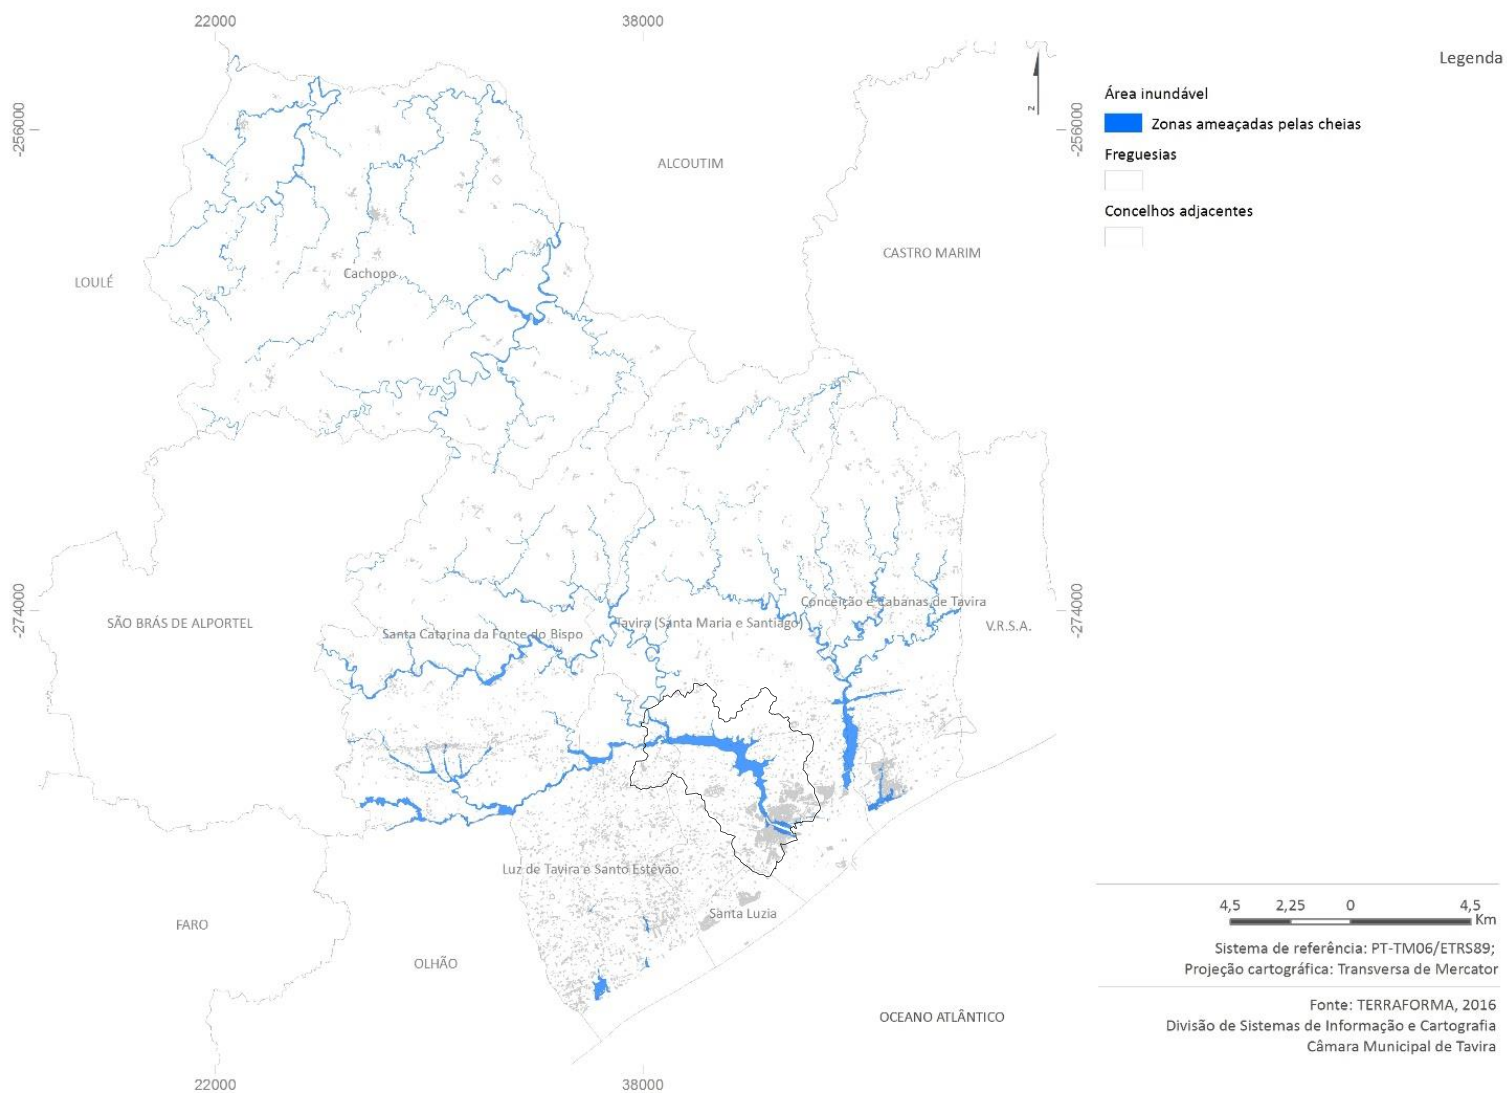 22000
38000
Legenda
Área inundável
-256000
-256000
z
Zonas ameaçadas pelas cheias
Freguesias
ALCOUTIM
Concelhos adjacentes
CASTRO MARIM
Cachopo
LOULÉ
Conceição e Cabanas de Tavira
-274000
-274000
SÃO BRÁS DE ALPORTEL
Tavira (Santa Maria e Santiago)
V.R.S.A.
Santa Catarina da Fonte do Bispo
Luz de Tavira e Santo Estevão
Santa Luzia
4,5 2,25 0 4,5
Km
FARO
Sistema de referência: PT-TM06/ETRS89;
OLHÃO
Projeção cartográfica: Transversa de Mercator
Fonte: TERRAFORMA, 2016
OCEANO ATLÂNTICO
Divisão de Sistemas de Informação e Cartografia
Câmara Municipal de Tavira
22000
38000